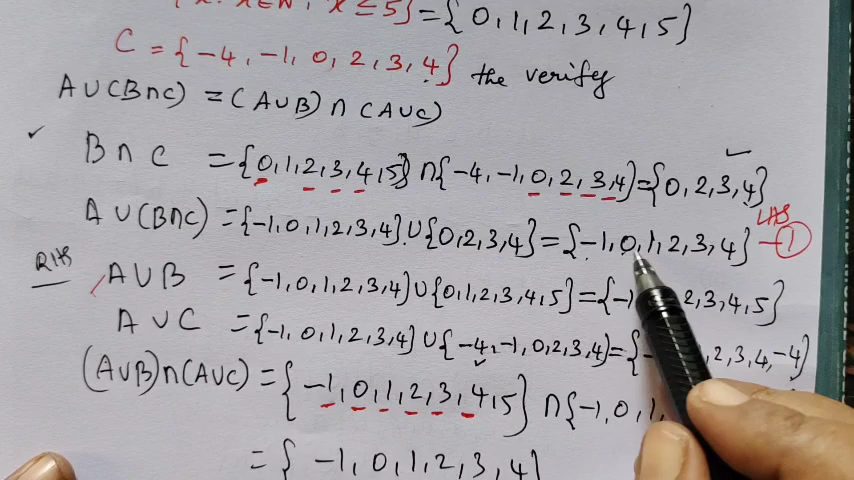 {x: x∈N, x ≤ 5} = {0,1,2,3,4,5}
C = {-4, -1, 0, 2, 3, 4} the verify
A∪(B∩C) = (A∪B) ∩ (A∪C)
B∩C = {0,1,2,3,4,5} ∩ {-4,-1,0,2,3,4} = {0,2,3,4}
A∪(B∩C) = {-1,0,1,2,3,4} ∪ {0,2,3,4} = {-1,0,1,2,3,4} LHS — 1
RHS
A∪B = {-1,0,1,2,3,4} ∪ {0,1,2,3,4,5} = {-1 2,3,4,5}
A∪C = {-1,0,1,2,3,4} ∪ {-4,-1,0,2,3,4} = {- ,2,3,4,-4}
(A∪B)∩(A∪C) = {-1,0,1,2,3,4,5} ∩ {-1,0,1,
= {-1,0,1,2,3,4}